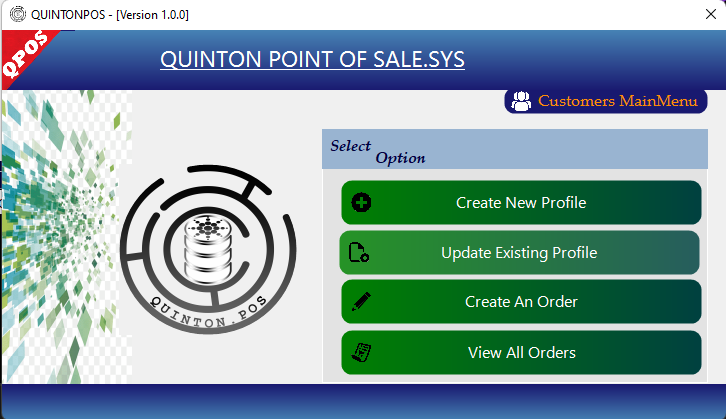 QUINTONPOS - [Version 1.0.0]
QPOS
QUINTON POINT OF SALE.SYS
Customers MainMenu
Select
Option
Create New Profile
Update Existing Profile
Create An Order
View All Orders
QUINTON.POS